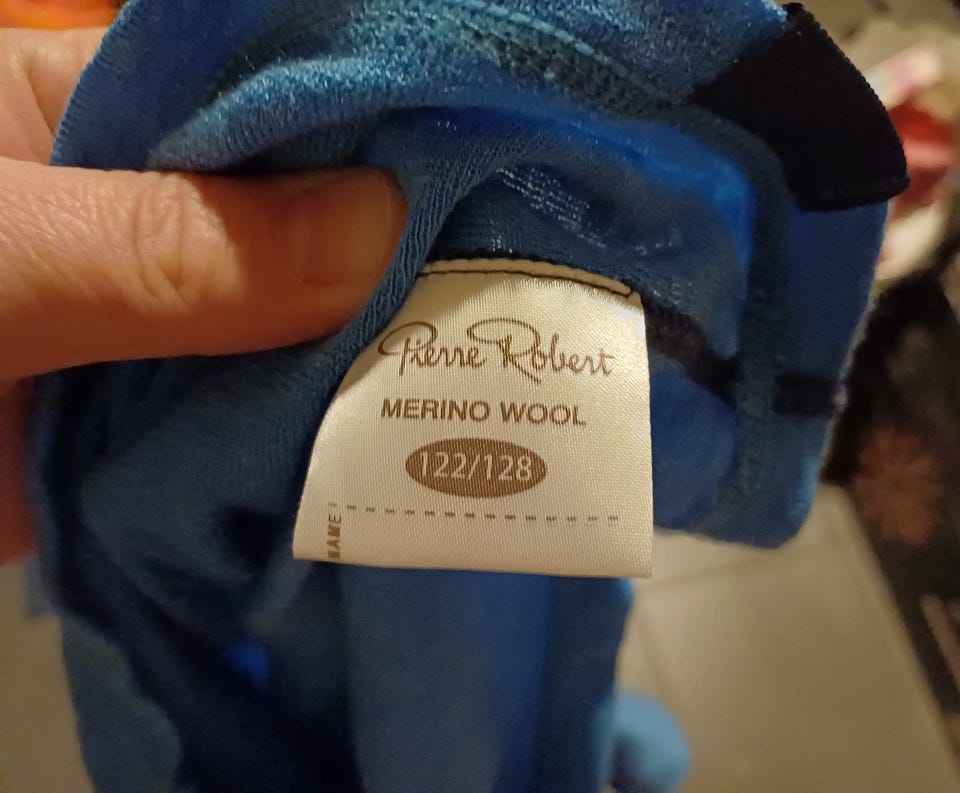 Pierre Robert
MERINO WOOL
122/128
NAME